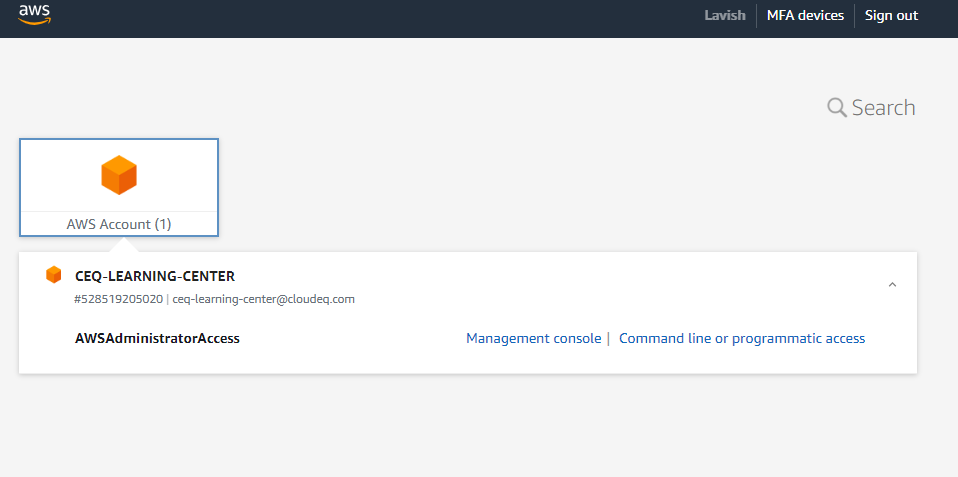 aws
Lavish MFA devices Sign out
Search
AWS Account (1)
CEQ-LEARNING-CENTER
#528519205020 | ceq-learning-center@cloudeq.com
AWSAdministratorAccess Management console | Command line or programmatic access